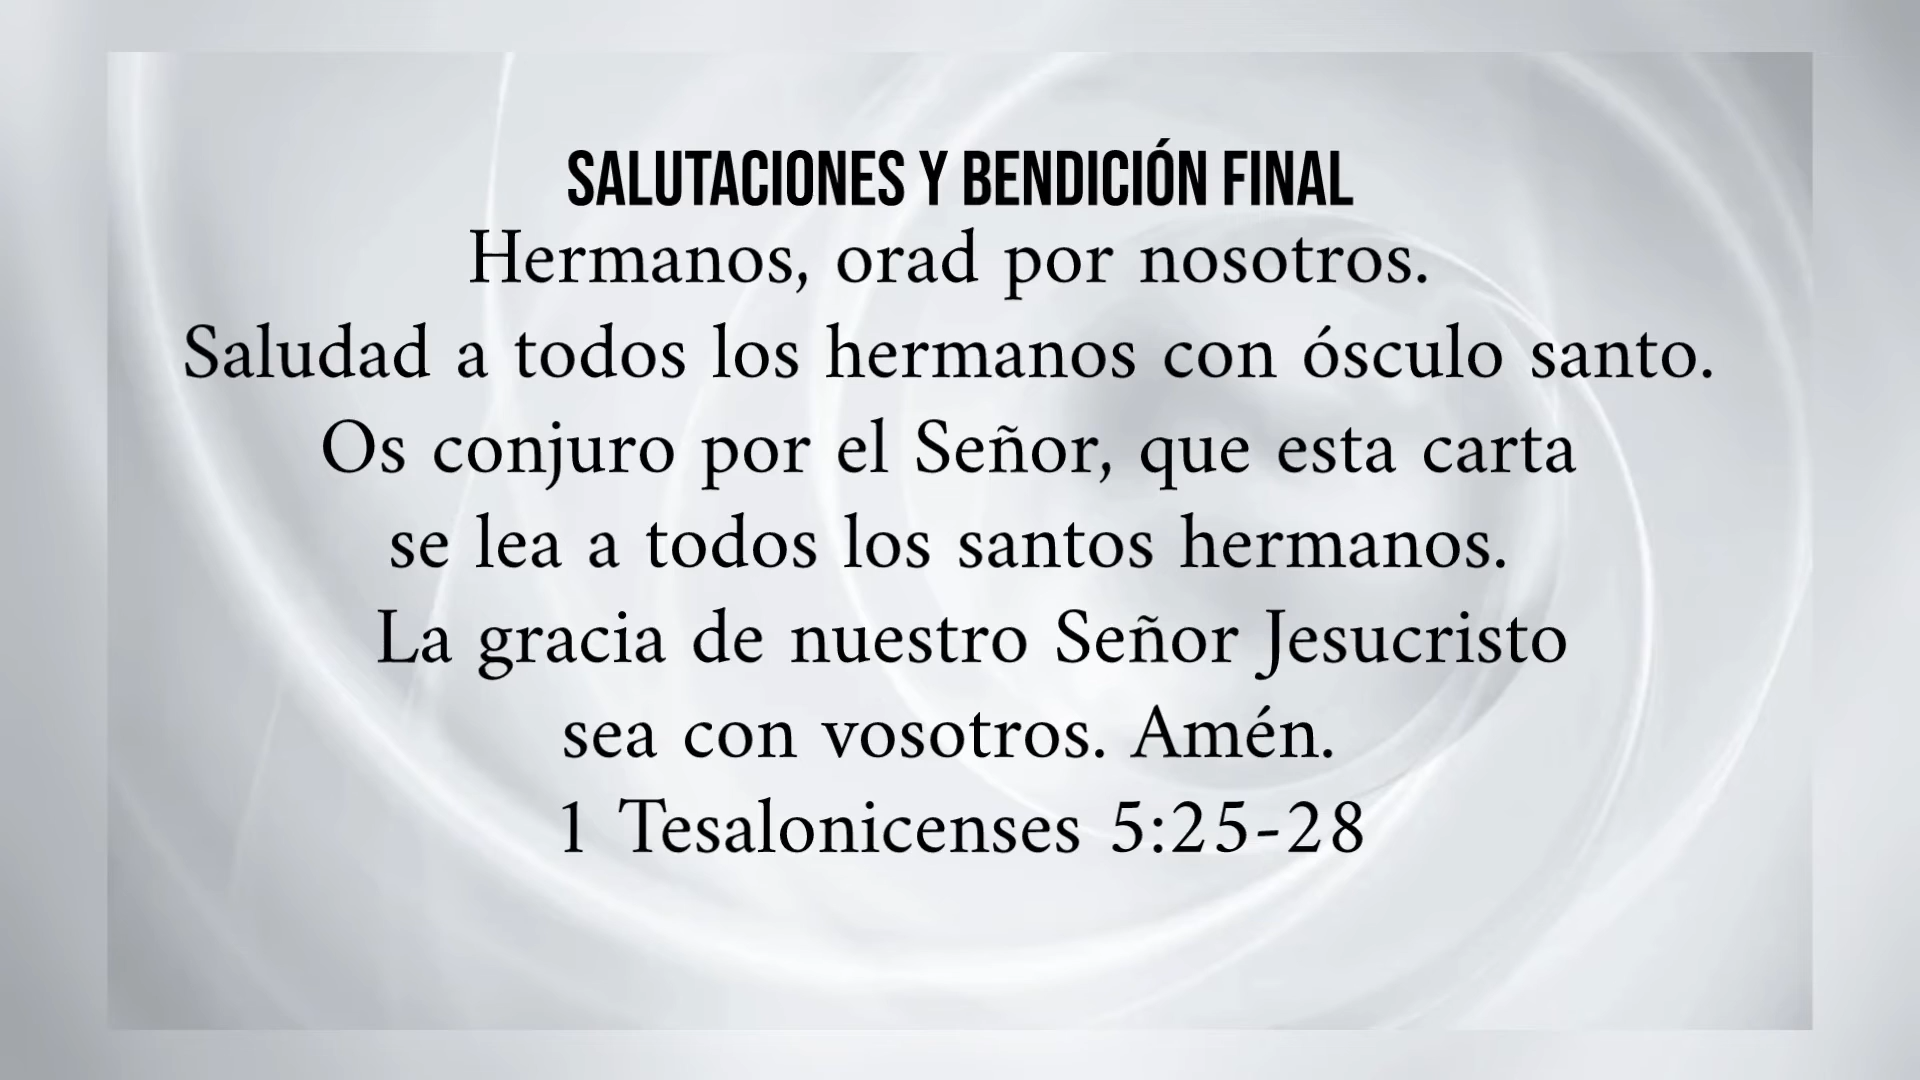 SALUTACIONES Y BENDICIÓN FINAL
Hermanos, orad por nosotros.
Saludad a todos los hermanos con ósculo santo.
Os conjuro por el Señor, que esta carta
se lea a todos los santos hermanos.
La gracia de nuestro Señor Jesucristo
sea con vosotros. Amén.
1 Tesalonicenses 5:25-28